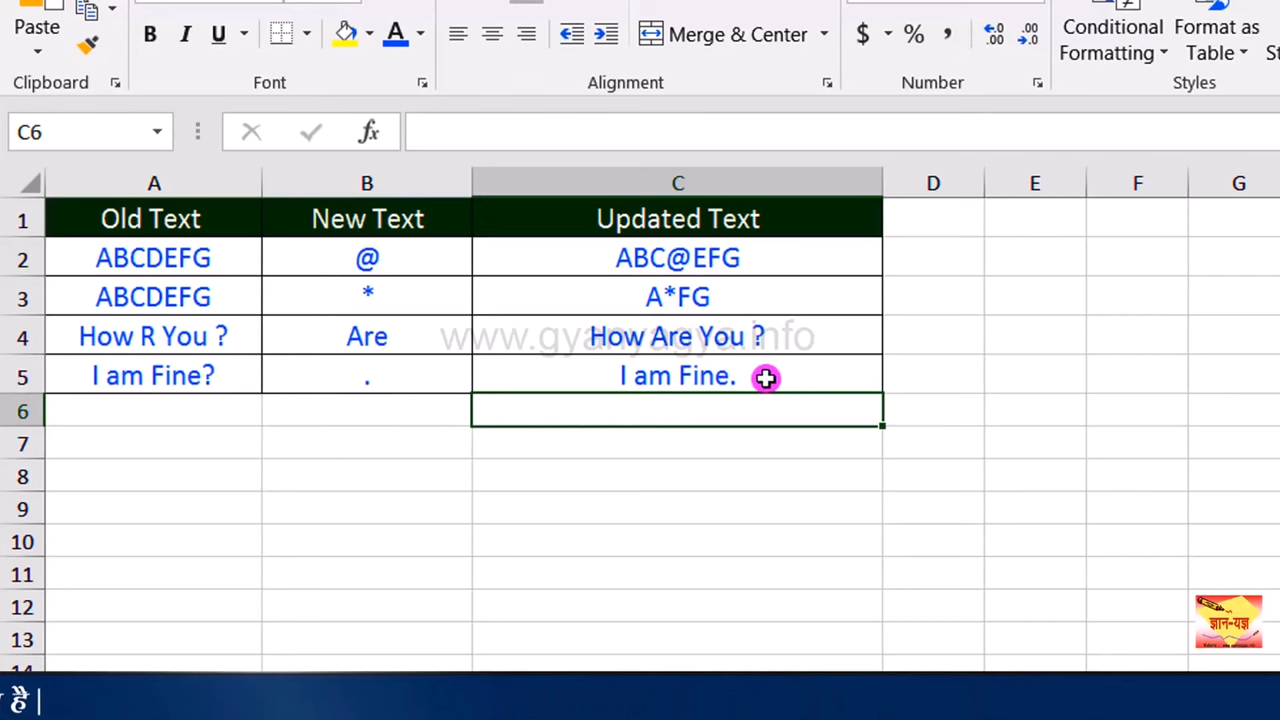 Paste
B I U
A
Merge & Center
$ % ,
Conditional Formatting
Format as Table
Clipboard
Font
Alignment
Number
Styles
C6
fx
A B C D E F G
1 Old Text New Text Updated Text
2 ABCDEFG @ ABC@EFG
3 ABCDEFG * A*FG
4 How R You ? Are How Are You ?
www.gyanyagya.info
5 I am Fine? . I am Fine.
6
7
8
9
10
11
12
13
ज्ञान-यज्ञ
है |